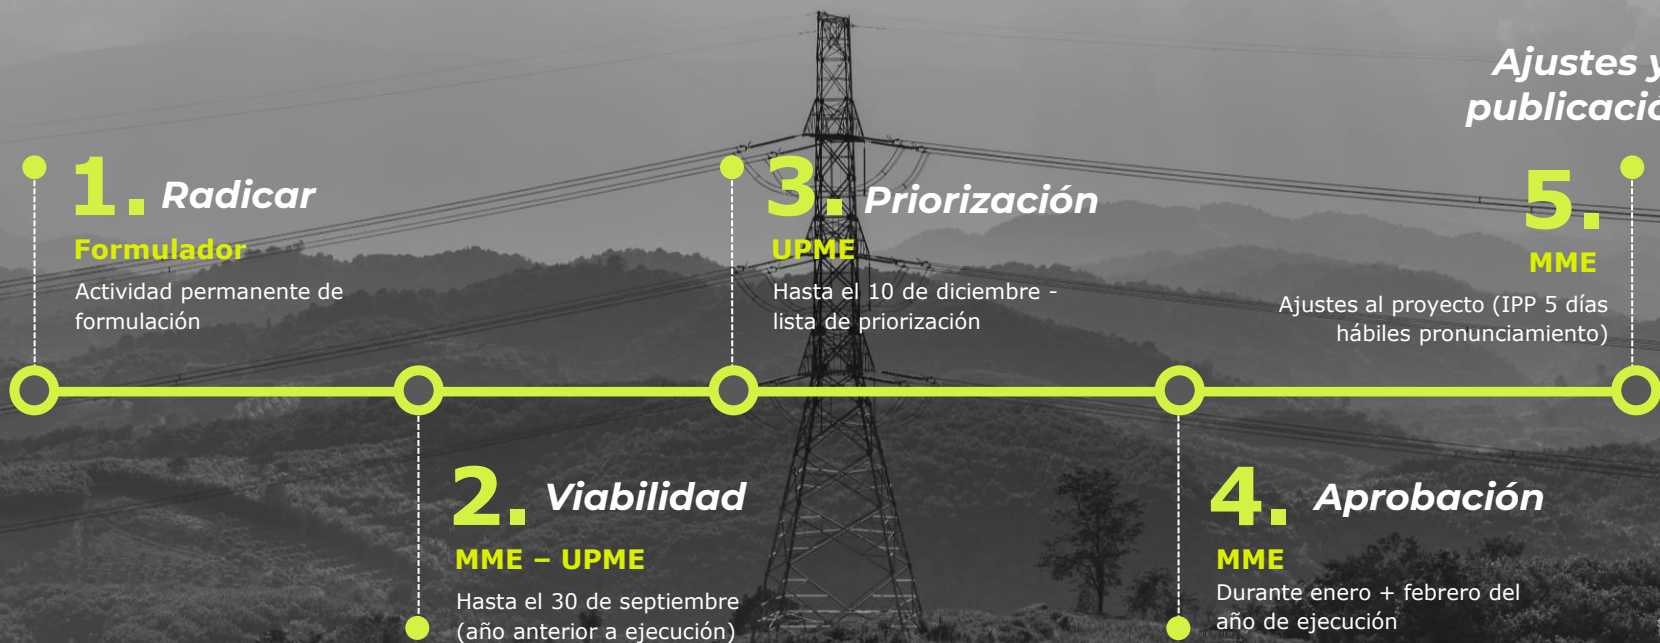 1. Radicar
Formulador
Actividad permanente de
formulación
2. Viabilidad
MME – UPME
Hasta el 30 de septiembre
(año anterior a ejecución)
3. Priorización
UPME
Hasta el 10 de diciembre -
lista de priorización
4. Aprobación
MME
Durante enero + febrero del
año de ejecución
Ajustes y
publicació
5.
MME
Ajustes al proyecto (IPP 5 días
hábiles pronunciamiento)